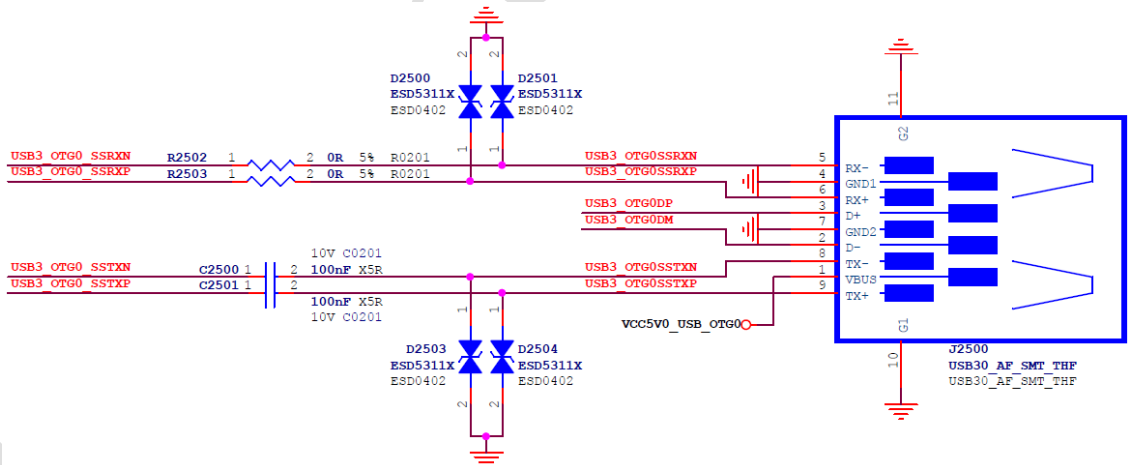 2 2
D2500 D2501
ESD5311X ESD5311X
ESD0402 ESD0402
1 1
11
G2
USB3_OTG0_SSRXN R2502 1 2 0R 5% R0201 USB3_OTG0SSRXN 5 RX-
USB3_OTG0_SSRXP R2503 1 2 0R 5% R0201 USB3_OTG0SSRXP 4 GND1
6 RX+
USB3_OTG0DP 3 D+
USB3_OTG0DM 7 GND2
2 D-
10V C0201
USB3_OTG0_SSTXN C2500 1 2 100nF X5R USB3_OTG0SSTXN 8 TX-
1 VBUS
USB3_OTG0_SSTXP C2501 1 2 USB3_OTG0SSTXP 9 TX+
100nF X5R
10V C0201
1 1
VCC5V0_USB_OTG0
G1
10
D2503 D2504
ESD5311X ESD5311X
ESD0402 ESD0402
2 2
J2500
USB30_AF_SMT_THF
USB30_AF_SMT_THF